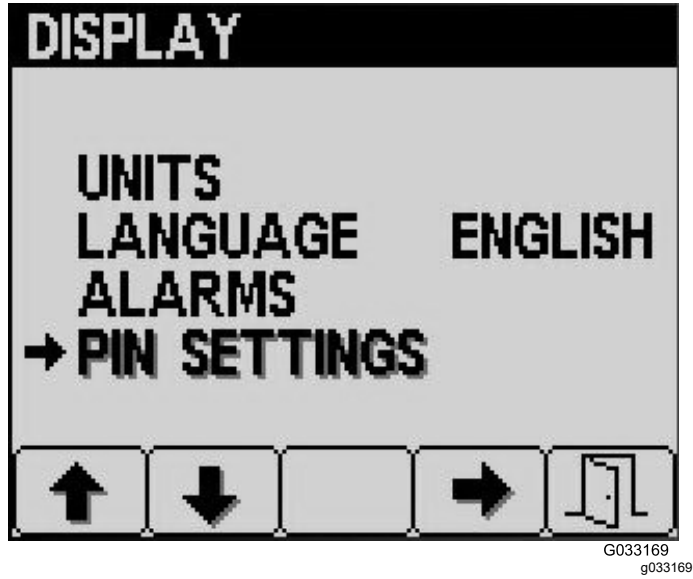 DISPLAY
UNITS
LANGUAGE ENGLISH
ALARMS
PIN SETTINGS
G033169
g033169